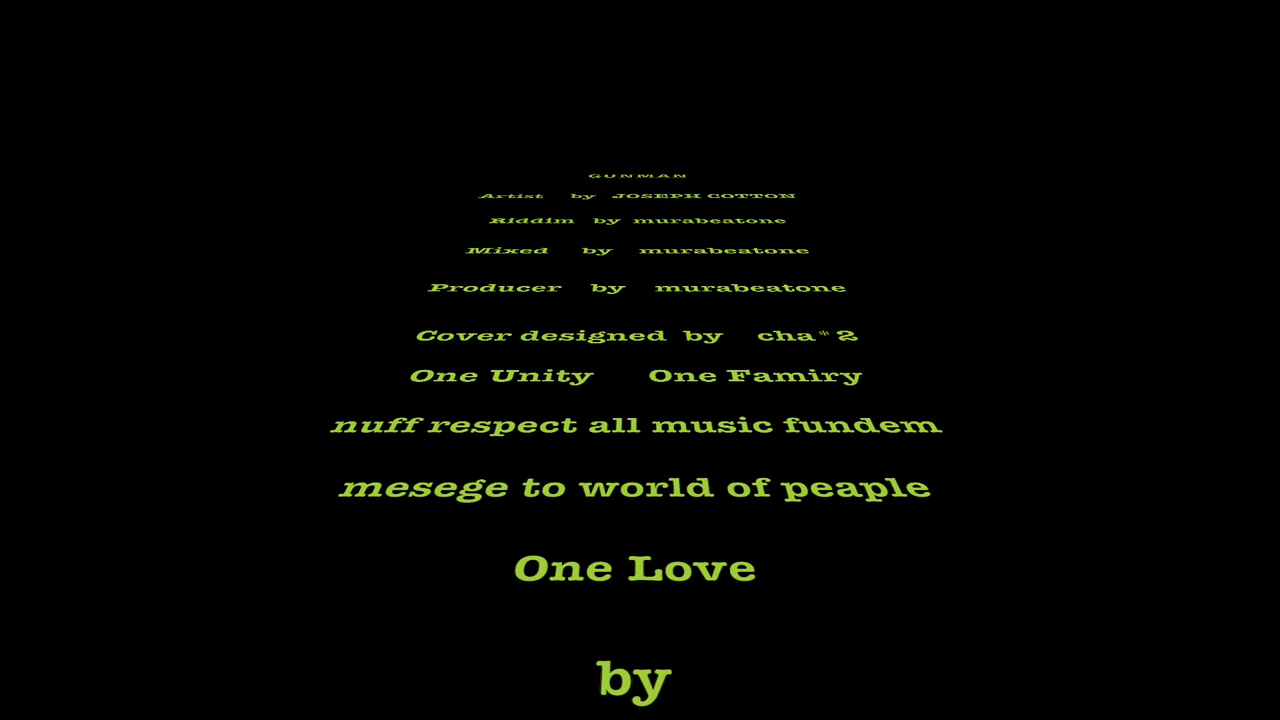 GUNMAN
Artist by JOSEPH COTTON
Riddim by murabeatone
Mixed by murabeatone
Producer by murabeatone
Cover designed by cha*2
One Unity One Famiry
nuff respect all music fundem
mesege to world of peaple
One Love
by